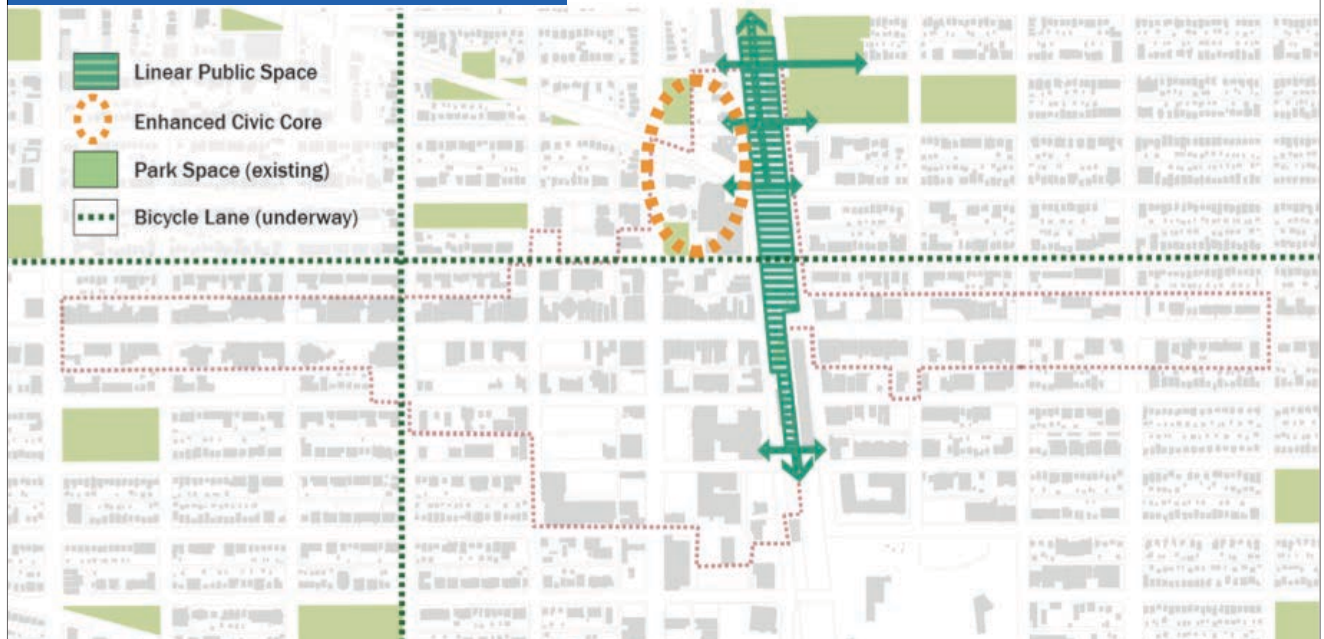 Linear Public Space
Enhanced Civic Core
Park Space (existing)
Bicycle Lane (underway)